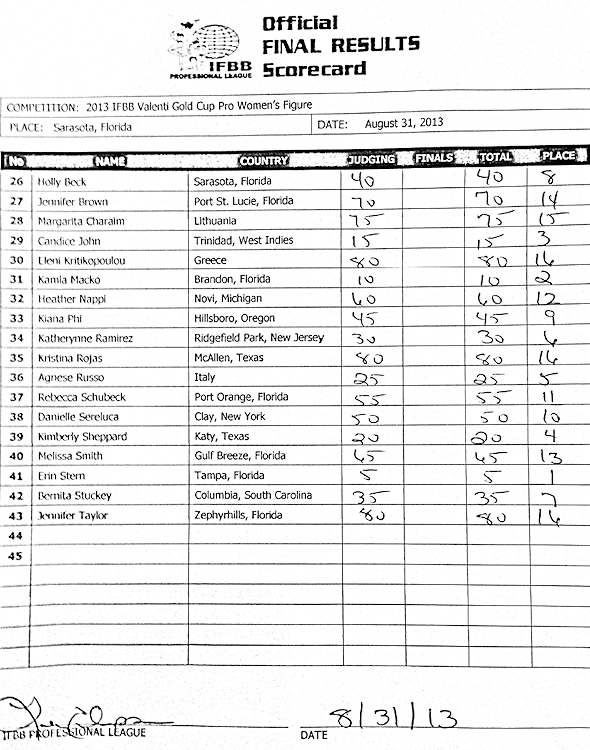 Official
FINAL RESULTS
Scorecard
IFBB
PROFESSIONAL LEAGUE
COMPETITION: 2013 IFBB Valenti Gold Cup Pro Women's Figure
PLACE: Sarasota, Florida DATE: August 31, 2013
No NAME COUNTRY JUDGING FINALS TOTAL PLACE
26 Holly Beck Sarasota, Florida 40 40 8
27 Jennifer Brown Port St. Lucie, Florida 70 70 14
28 Margarita Charaim Lithuania 75 75 15
29 Candice John Trinidad, West Indies 15 15 3
30 Eleni Kritikopoulou Greece 80 80 16
31 Kamla Macko Brandon, Florida 10 10 2
32 Heather Nappi Novi, Michigan 60 60 12
33 Kiana Phi Hillsboro, Oregon 45 45 9
34 Katherynne Ramirez Ridgefield Park, New Jersey 30 30 6
35 Kristina Rojas McAllen, Texas 80 80 16
36 Agnese Russo Italy 25 25 5
37 Rebecca Schubeck Port Orange, Florida 55 55 11
38 Danielle Sereluca Clay, New York 50 50 10
39 Kimberly Sheppard Katy, Texas 20 20 4
40 Melissa Smith Gulf Breeze, Florida 65 65 13
41 Erin Stern Tampa, Florida 5 5 1
42 Bernita Stuckey Columbia, South Carolina 35 35 7
43 Jennifer Taylor Zephyrhills, Florida 80 80 16
44
45
8/31/13
IFBB PROFESSIONAL LEAGUE DATE